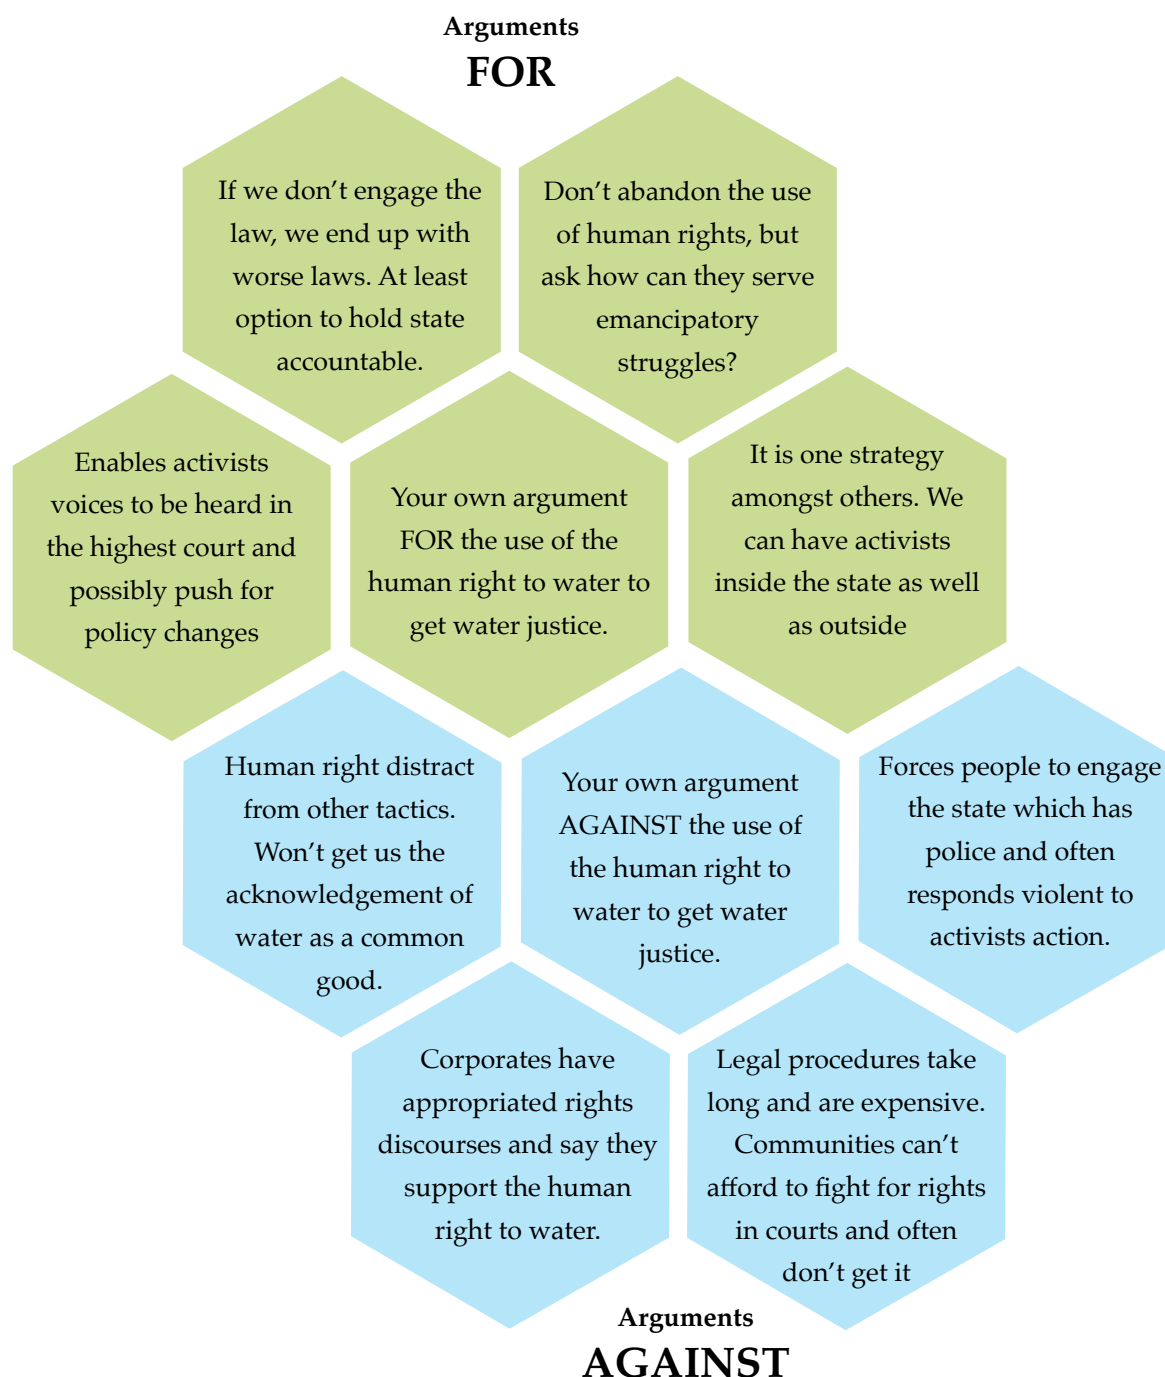 Arguments
FOR
If we don’t engage the
law, we end up with
worse laws. At least
option to hold state
accountable.
Don’t abandon the use
of human rights, but
ask how can they serve
emancipatory
struggles?
Enables activists
voices to be heard in
the highest court and
possibly push for
policy changes
Your own argument
FOR the use of the
human right to water to
get water justice.
It is one strategy
amongst others. We
can have activists
inside the state as well
as outside
Human right distract
from other tactics.
Won’t get us the
acknowledgement of
water as a common
good.
Your own argument
AGAINST the use of
the human right to
water to get water
justice.
Forces people to engage
the state which has
police and often
responds violent to
activists action.
Corporates have
appropriated rights
discourses and say they
support the human
right to water.
Legal procedures take
long and are expensive.
Communities can’t
afford to fight for rights
in courts and often
don’t get it
Arguments
AGAINST